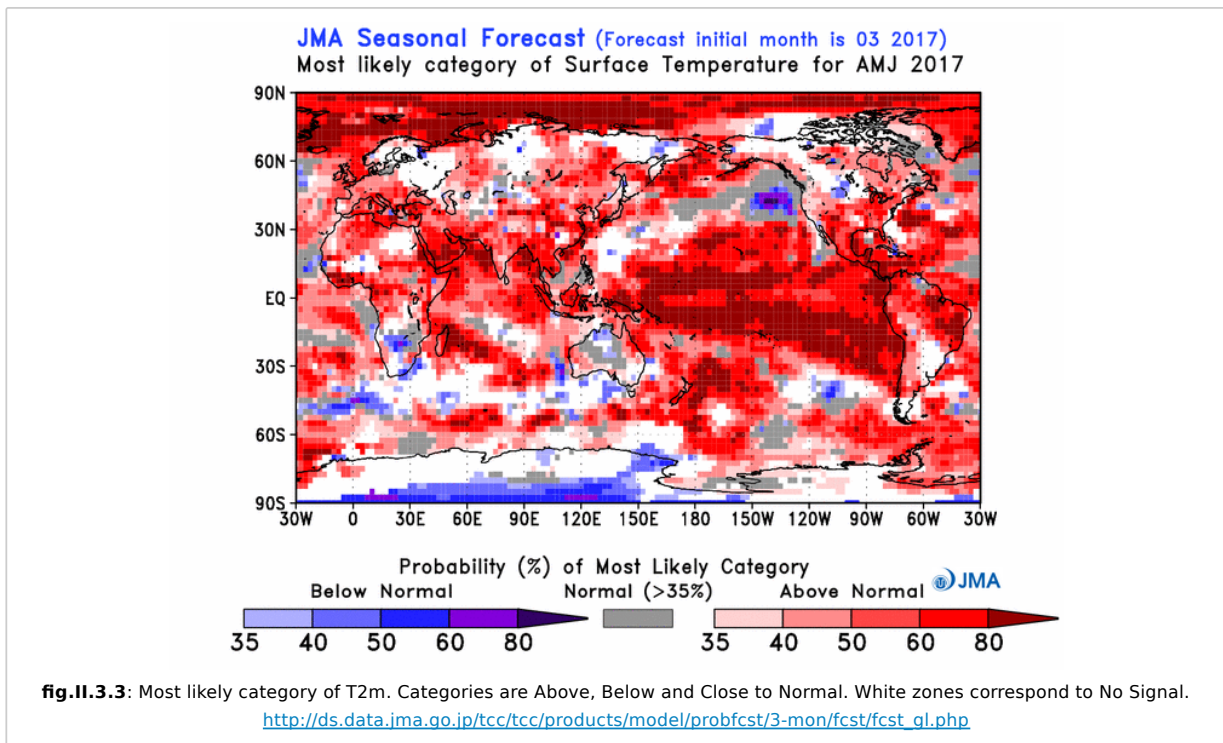 JMA Seasonal Forecast (Forecast initial month is 03 2017)
Most likely category of Surface Temperature for AMJ 2017
90N
60N
30N
EQ
30S
60S
90S
30W 0 30E 60E 90E 120E 150E 180 150W 120W 90W 60W 30W
Probability (%) of Most Likely Category
JMA
Below Normal Normal (>35%) Above Normal
35 40 50 60 80 35 40 50 60 80
fig.II.3.3: Most likely category of T2m. Categories are Above, Below and Close to Normal. White zones correspond to No Signal.
http://ds.data.jma.go.jp/tcc/tcc/products/model/probfcst/3-mon/fcst/fcst_gl.php